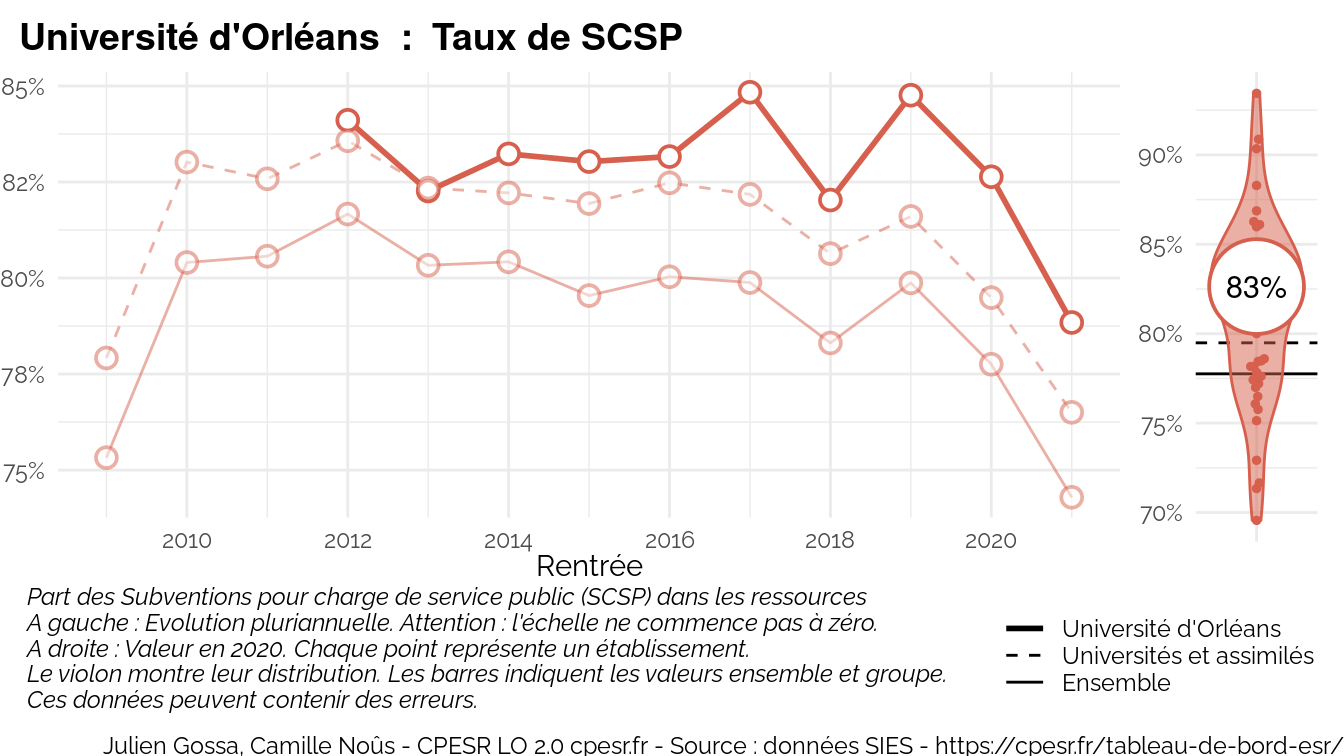 Université d'Orléans : Taux de SCSP
85%
82%
80%
78%
75%
2010 2012 2014 2016 2018 2020
Rentrée
90%
85%
83%
80%
75%
70%
Part des Subventions pour charge de service public (SCSP) dans les ressources
A gauche : Evolution pluriannuelle. Attention : l'échelle ne commence pas à zéro.
A droite : Valeur en 2020. Chaque point représente un établissement.
Le violon montre leur distribution. Les barres indiquent les valeurs ensemble et groupe.
Ces données peuvent contenir des erreurs.
Université d'Orléans
Universités et assimilés
Ensemble
Julien Gossa, Camille Noûs - CPESR LO 2.0 cpesr.fr - Source : données SIES - https://cpesr.fr/tableau-de-bord-esr/